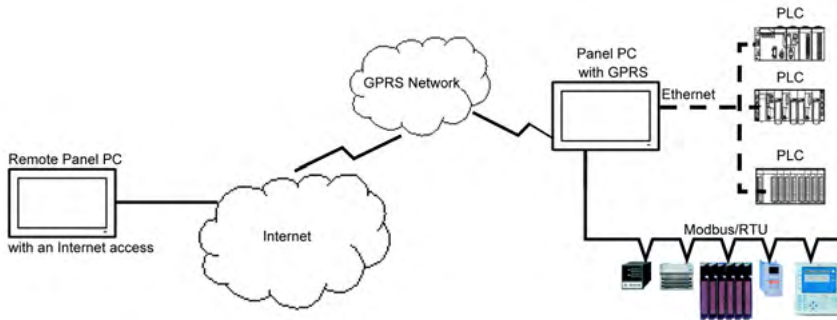 PLC
Panel PC
with GPRS
GPRS Network
Ethernet
PLC
Remote Panel PC
PLC
with an Internet access
Internet
Modbus/RTU